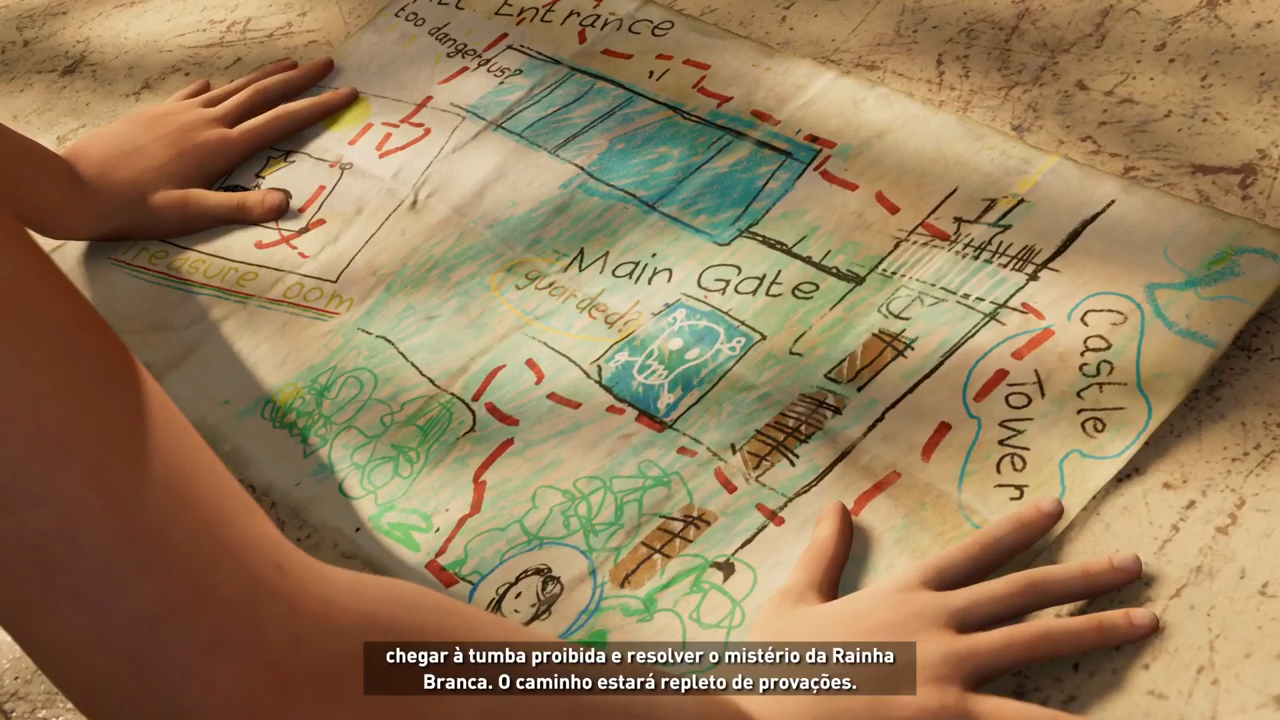 Entrance
too dangerous?
Main Gate
guarded?
Treasure room
Castle
Tower
chegar à tumba proibida e resolver o mistério da Rainha
Branca. O caminho estará repleto de provações.